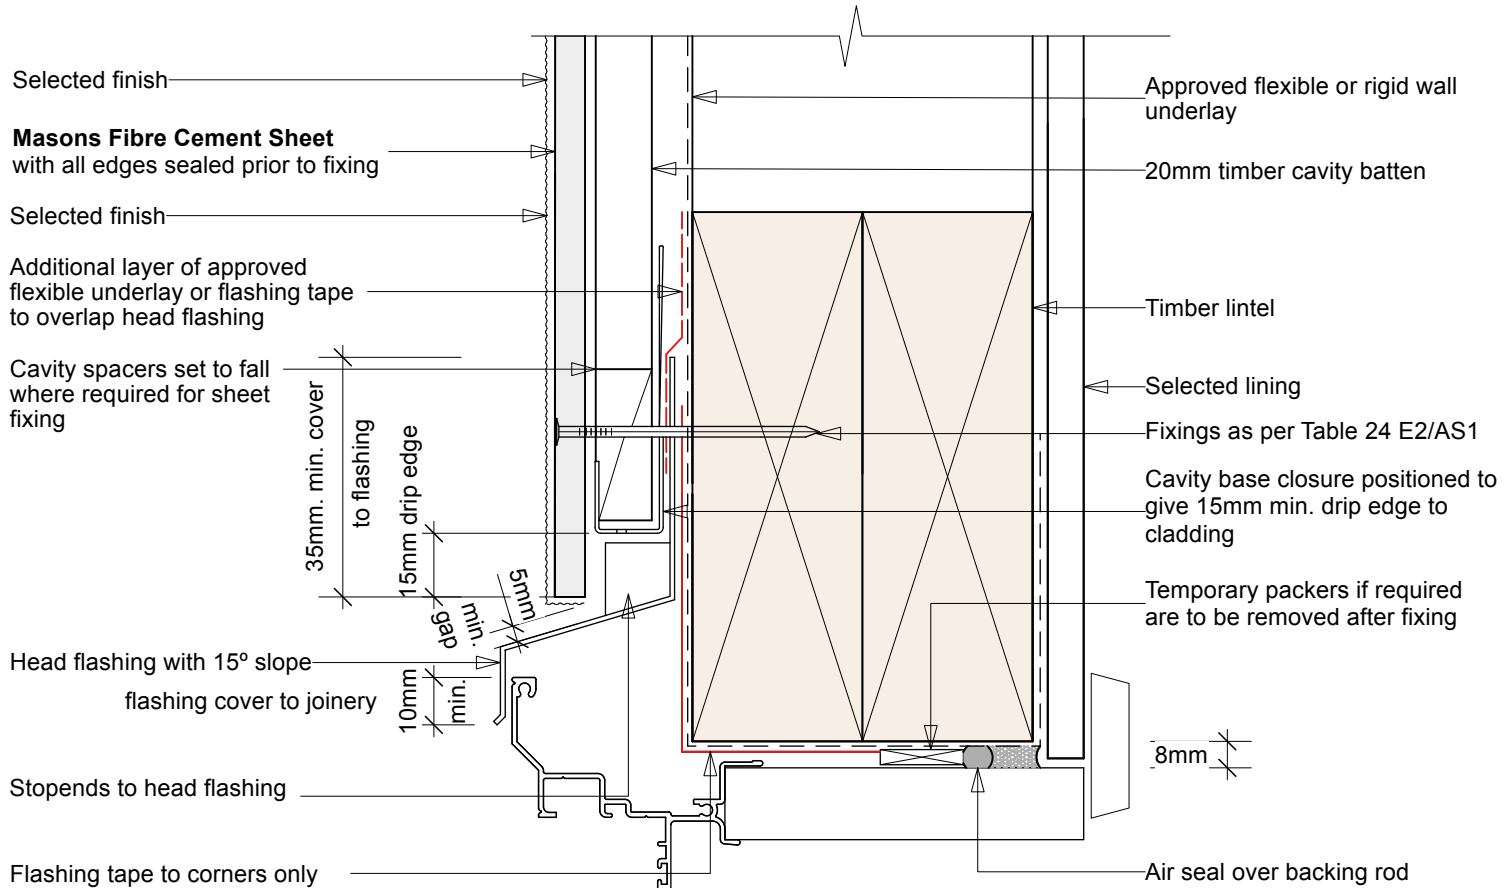 Selected finish
Masons Fibre Cement Sheet
with all edges sealed prior to fixing
Selected finish
Additional layer of approved
flexible underlay or flashing tape
to overlap head flashing
Cavity spacers set to fall
where required for sheet
fixing
35mm. min. cover
to flashing
15mm drip edge
5mm
min.
gap
Head flashing with 15º slope
flashing cover to joinery
10mm
min.
Stopends to head flashing
Flashing tape to corners only
Approved flexible or rigid wall
underlay
20mm timber cavity batten
Timber lintel
Selected lining
Fixings as per Table 24 E2/AS1
Cavity base closure positioned to
give 15mm min. drip edge to
cladding
Temporary packers if required
are to be removed after fixing
8mm
Air seal over backing rod